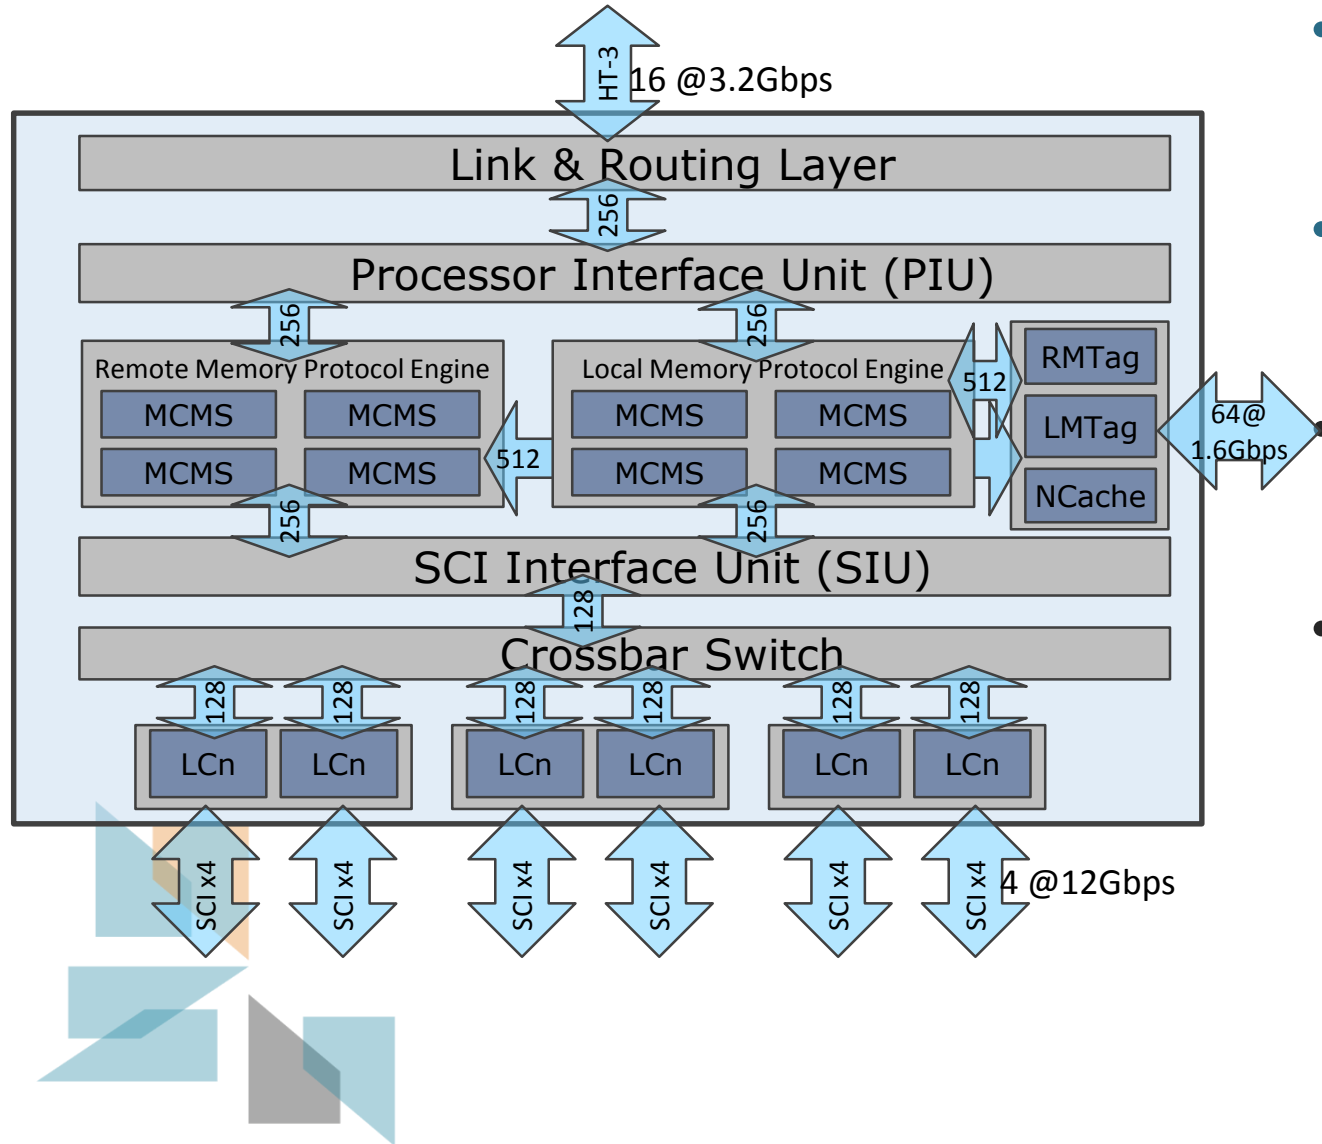 HT-3
16 @3.2Gbps
Link & Routing Layer
256
Processor Interface Unit (PIU)
256
256
Remote Memory Protocol Engine
MCMS
MCMS
MCMS
MCMS
512
Local Memory Protocol Engine
MCMS
MCMS
MCMS
MCMS
512
RMTag
LMTag
NCache
64@
1.6Gbps
256
256
SCI Interface Unit (SIU)
128
Crossbar Switch
128
128
128
128
128
128
LCn
LCn
LCn
LCn
LCn
LCn
SCI x4
SCI x4
SCI x4
SCI x4
SCI x4
SCI x4
4 @12Gbps